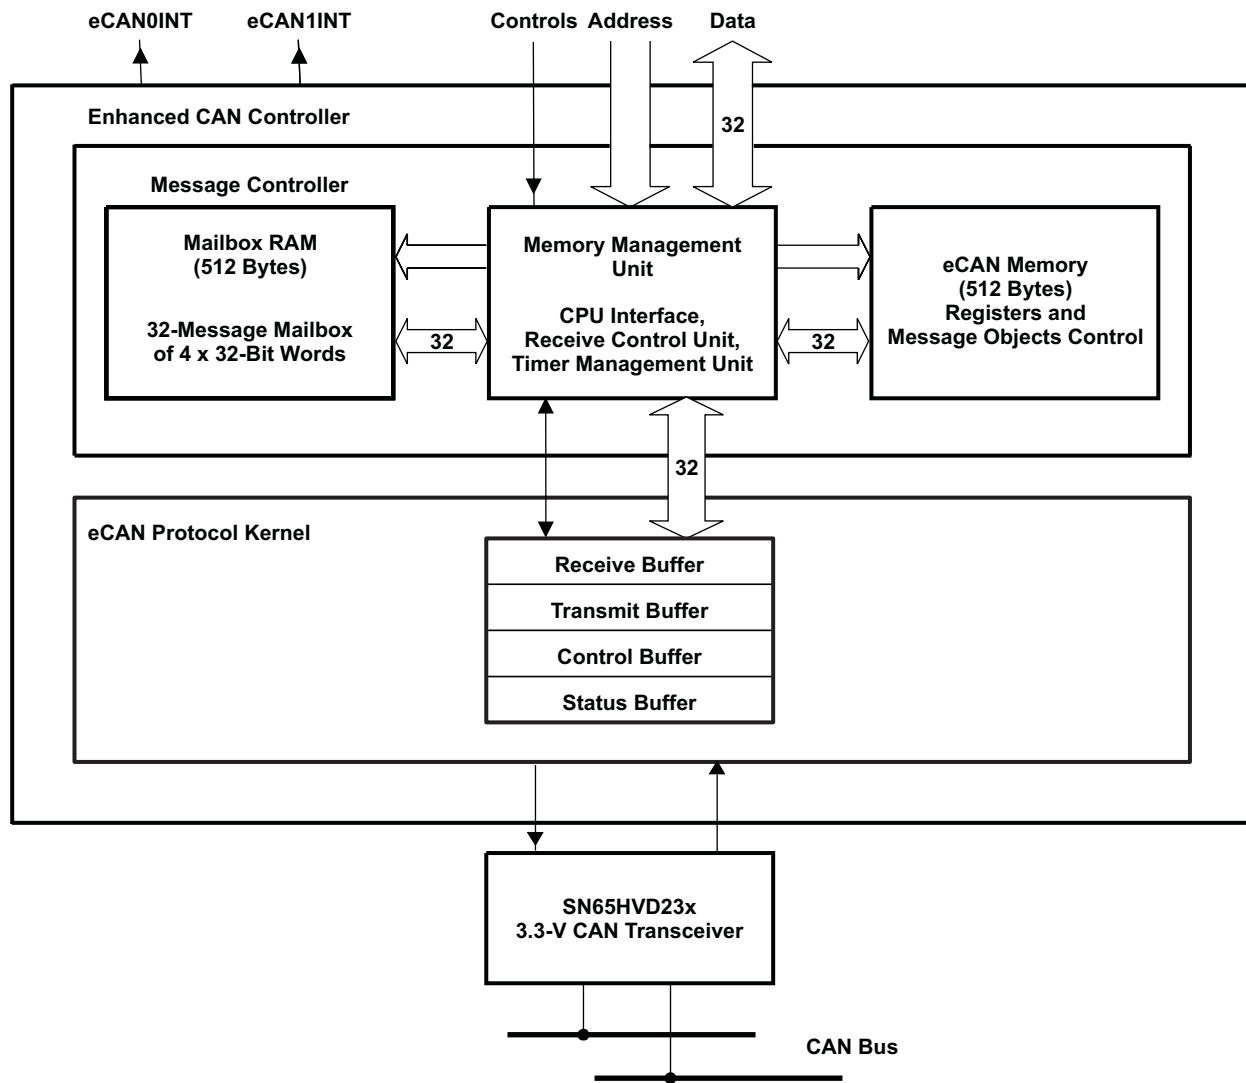 eCAN0INT
eCAN1INT
Controls
Address
Data
32
Enhanced CAN Controller
Message Controller
Mailbox RAM
(512 Bytes)
32-Message Mailbox
of 4 x 32-Bit Words
32
Memory Management
Unit
CPU Interface,
Receive Control Unit,
Timer Management Unit
32
eCAN Memory
(512 Bytes)
Registers and
Message Objects Control
32
eCAN Protocol Kernel
Receive Buffer
Transmit Buffer
Control Buffer
Status Buffer
SN65HVD23x
3.3-V CAN Transceiver
CAN Bus